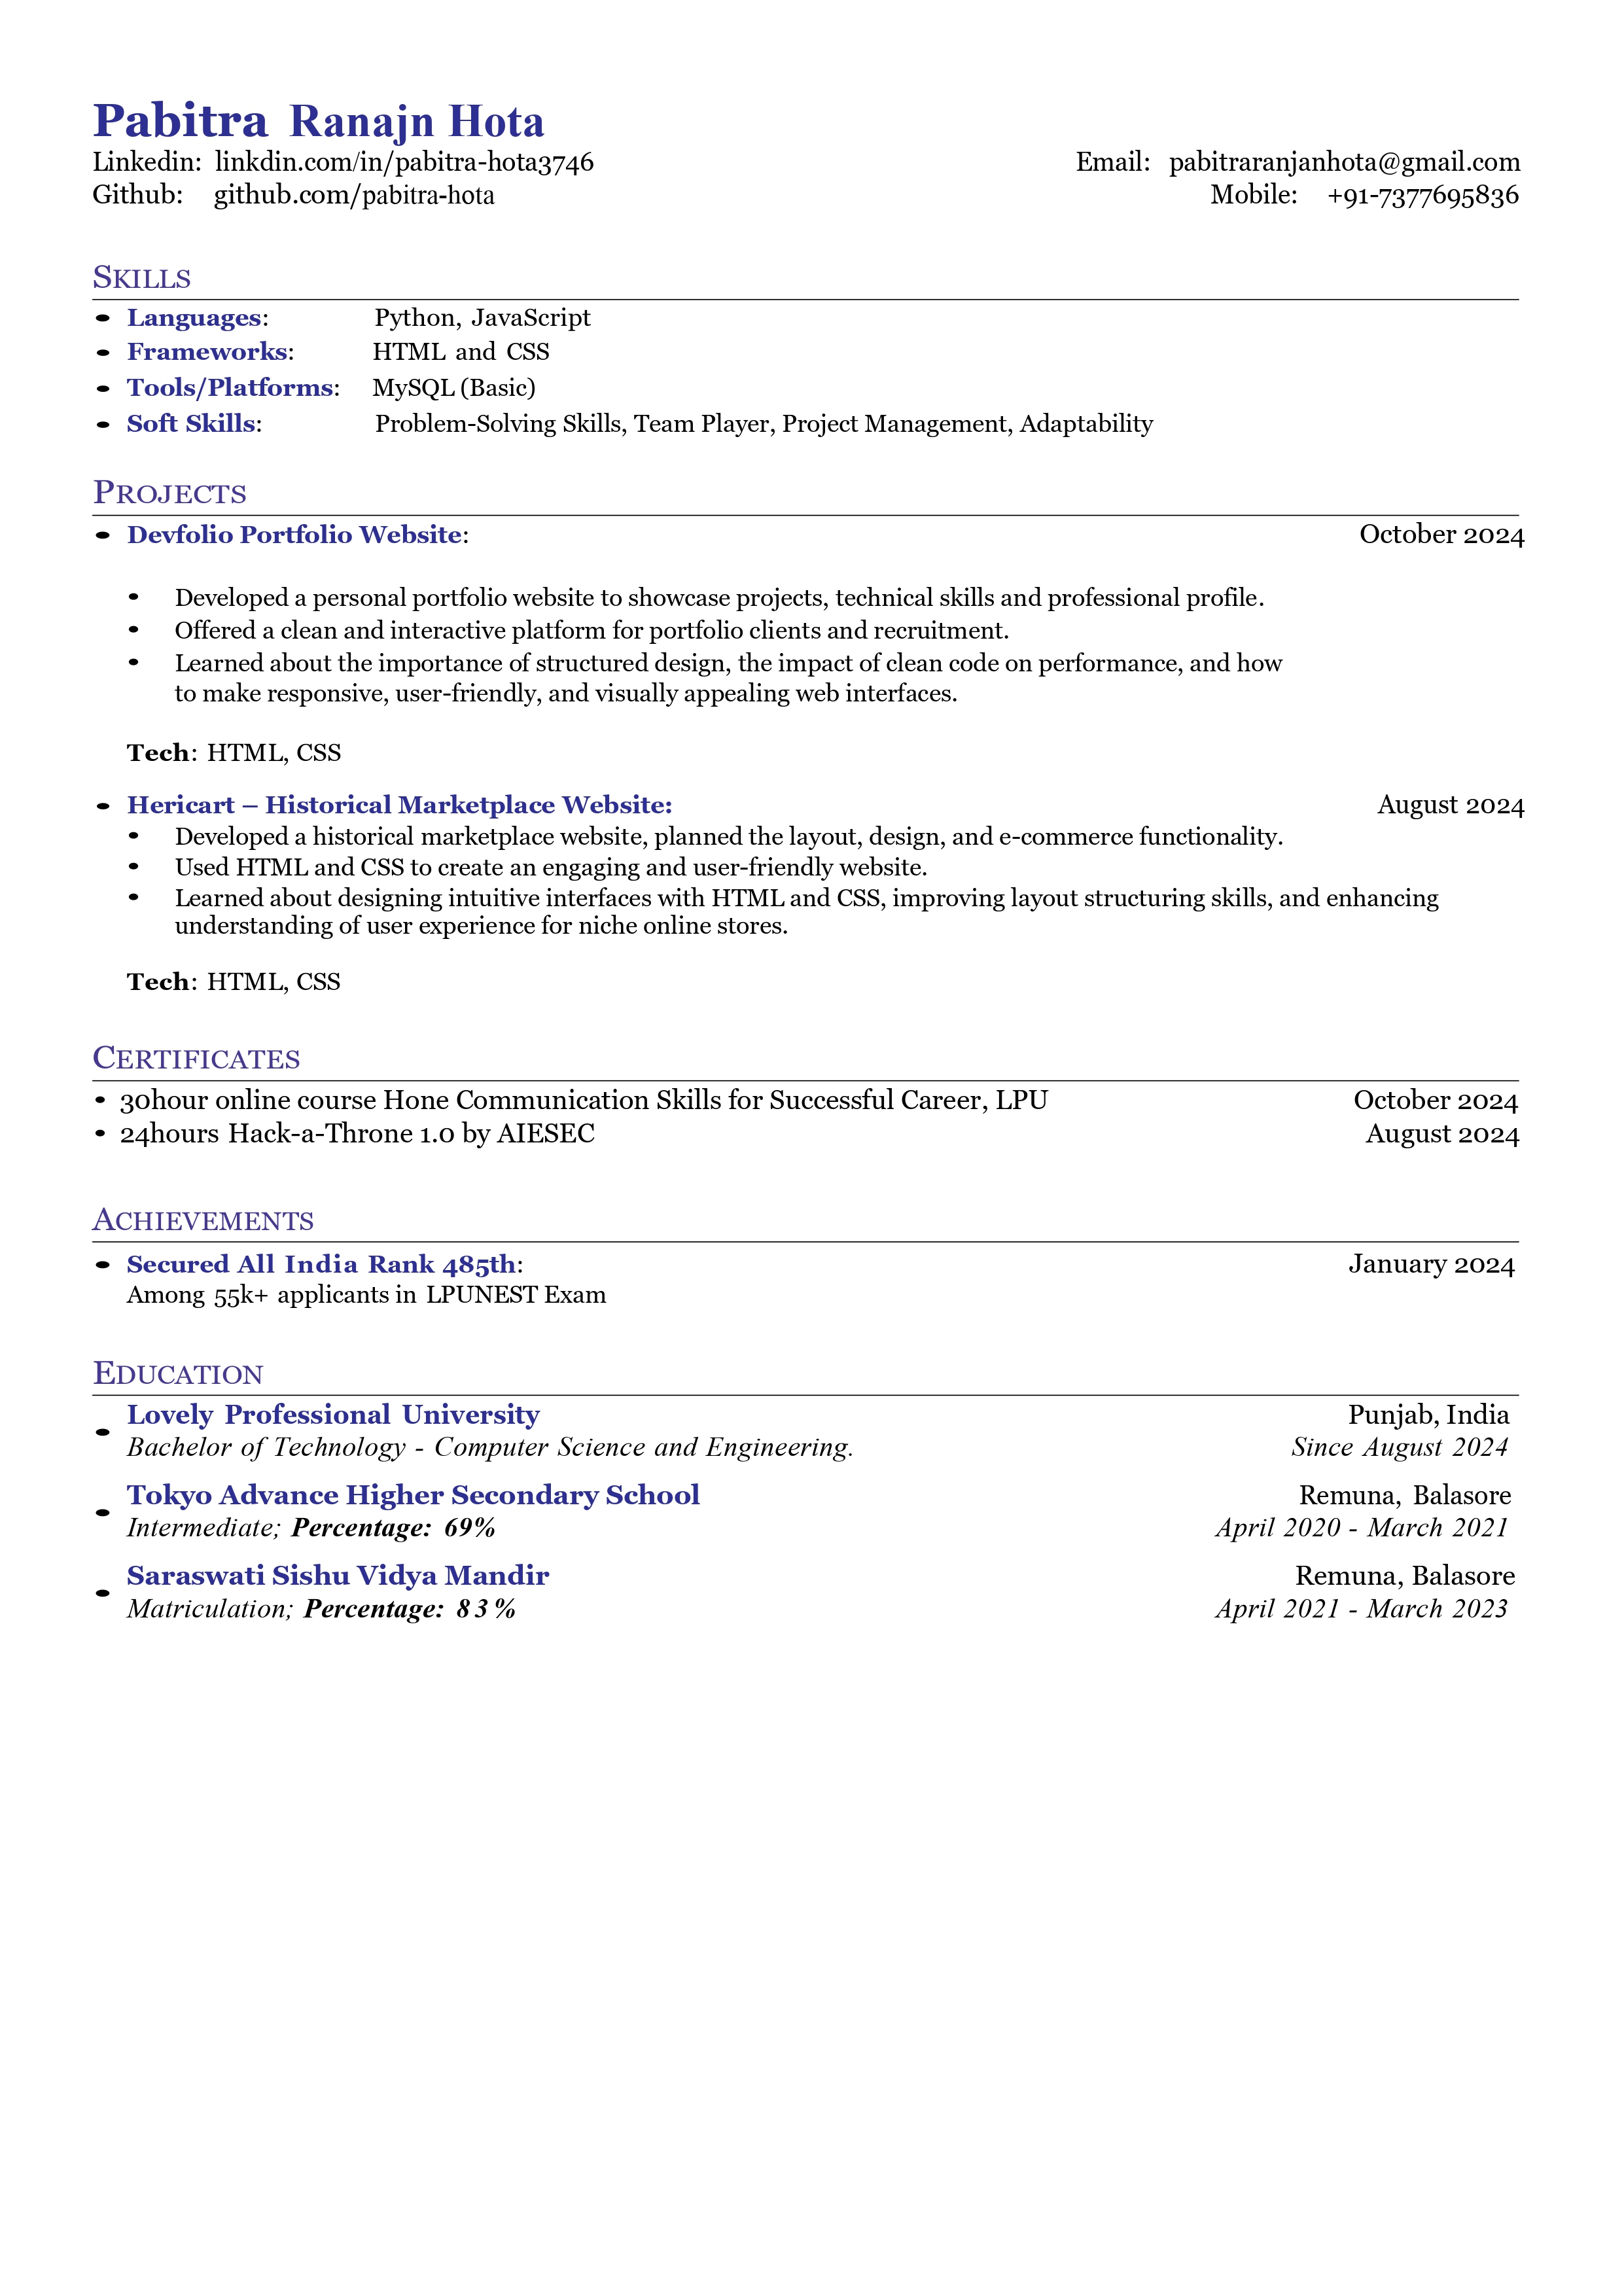 Pabitra Ranajn Hota
Linkedin: linkdin.com/in/pabitra-hota3746 Email: pabitraranjanhota@gmail.com
Github: github.com/pabitra-hota Mobile: +91-7377695836
SKILLS
• Languages: Python, JavaScript
• Frameworks: HTML and CSS
• Tools/Platforms: MySQL (Basic)
• Soft Skills: Problem-Solving Skills, Team Player, Project Management, Adaptability
PROJECTS
• Devfolio Portfolio Website: October 2024
• Developed a personal portfolio website to showcase projects, technical skills and professional profile.
• Offered a clean and interactive platform for portfolio clients and recruitment.
• Learned about the importance of structured design, the impact of clean code on performance, and how
to make responsive, user-friendly, and visually appealing web interfaces.
Tech: HTML, CSS
• Hericart – Historical Marketplace Website: August 2024
• Developed a historical marketplace website, planned the layout, design, and e-commerce functionality.
• Used HTML and CSS to create an engaging and user-friendly website.
• Learned about designing intuitive interfaces with HTML and CSS, improving layout structuring skills, and enhancing
understanding of user experience for niche online stores.
Tech: HTML, CSS
CERTIFICATES
• 30hour online course Hone Communication Skills for Successful Career, LPU October 2024
• 24hours Hack-a-Throne 1.0 by AIESEC August 2024
ACHIEVEMENTS
• Secured All India Rank 485th: January 2024
Among 55k+ applicants in LPUNEST Exam
EDUCATION
• Lovely Professional University Punjab, India
Bachelor of Technology - Computer Science and Engineering. Since August 2024
• Tokyo Advance Higher Secondary School Remuna, Balasore
Intermediate; Percentage: 69% April 2020 - March 2021
• Saraswati Sishu Vidya Mandir Remuna, Balasore
Matriculation; Percentage: 83% April 2021 - March 2023